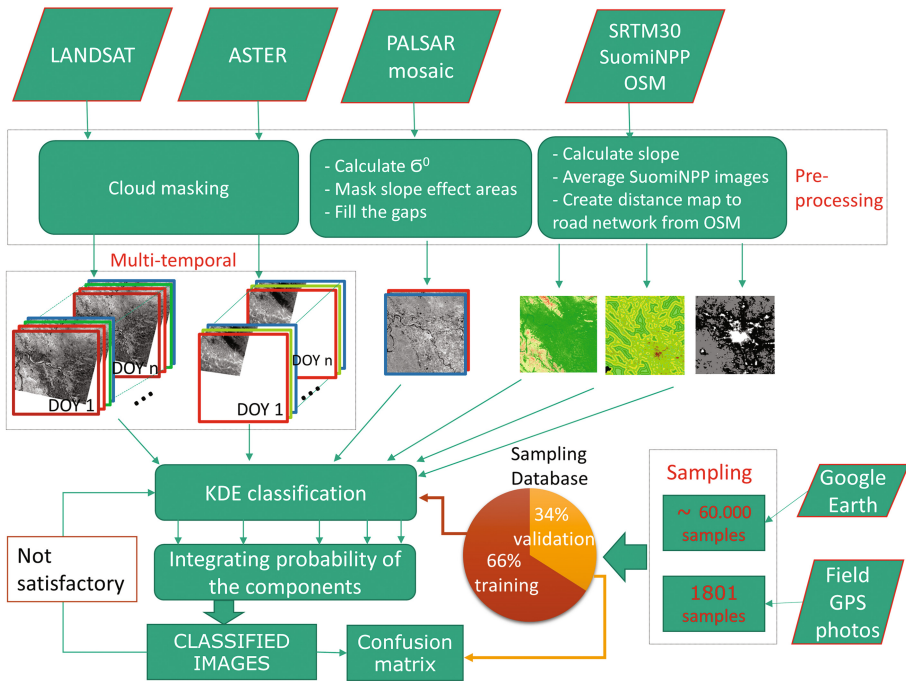 LANDSAT
ASTER
PALSAR
mosaic
SRTM30
SuomiNPP
OSM
Cloud masking
- Calculate σ⁰
- Mask slope effect areas
- Fill the gaps
- Calculate slope
- Average SuomiNPP images
- Create distance map to
road network from OSM
Pre-
processing
Multi-temporal
DOY n
DOY 1
...
DOY n
DOY 1
...
KDE classification
Sampling
Database
34%
validation
66%
training
Sampling
~ 60.000
samples
1801
samples
Google
Earth
Field
GPS
photos
Not
satisfactory
Integrating probability of
the components
CLASSIFIED
IMAGES
Confusion
matrix